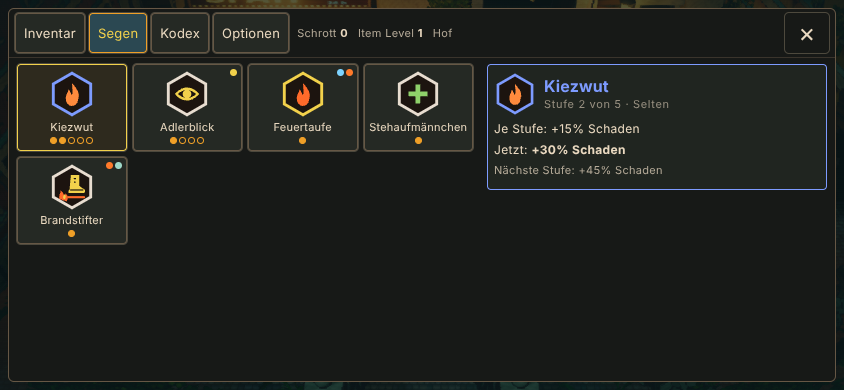 Inventar Segen Kodex Optionen Schrott 0 Item Level 1 Hof ×
Kiezwut
Adlerblick
Feuertaufe
Stehaufmännchen
Brandstifter
Kiezwut
Stufe 2 von 5 · Selten
Je Stufe: +15% Schaden
Jetzt: +30% Schaden
Nächste Stufe: +45% Schaden